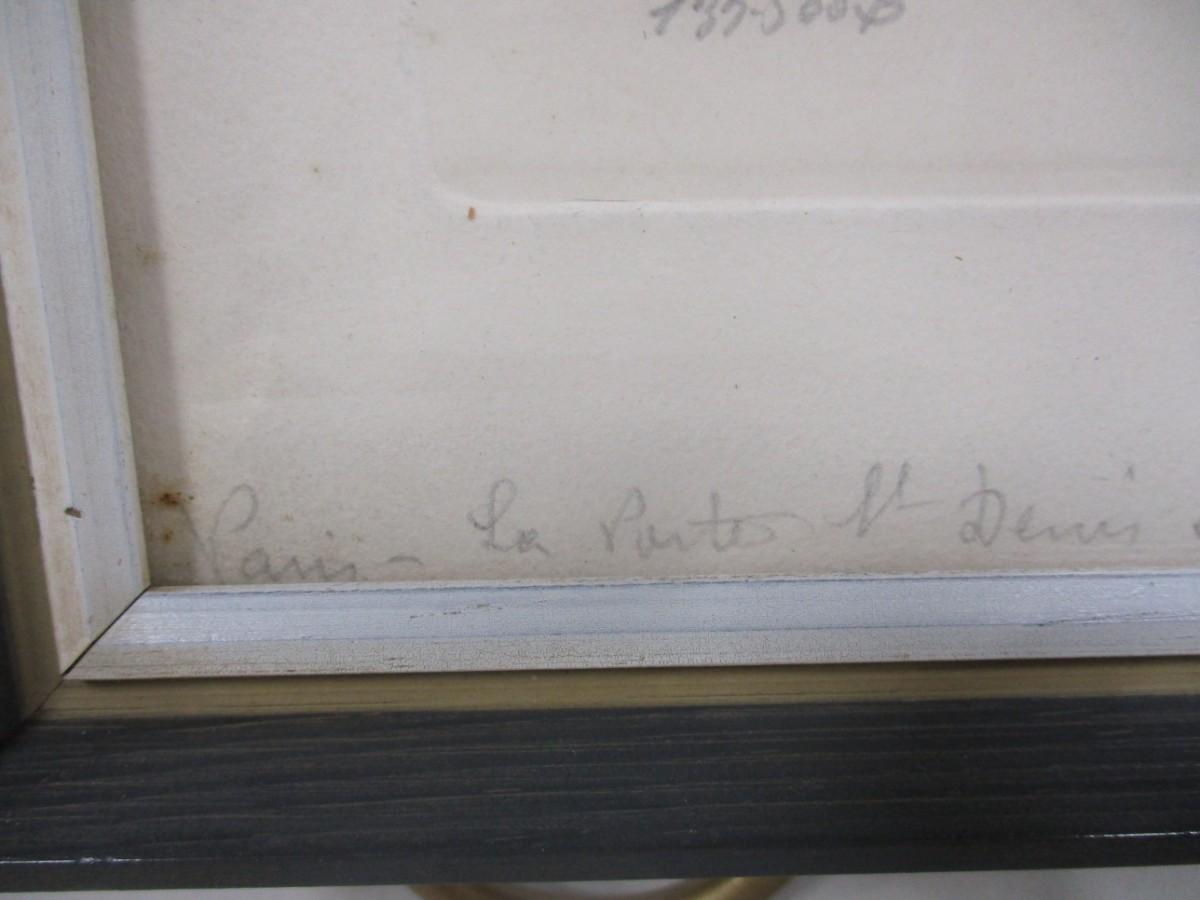 Paris - La Porte St Denis